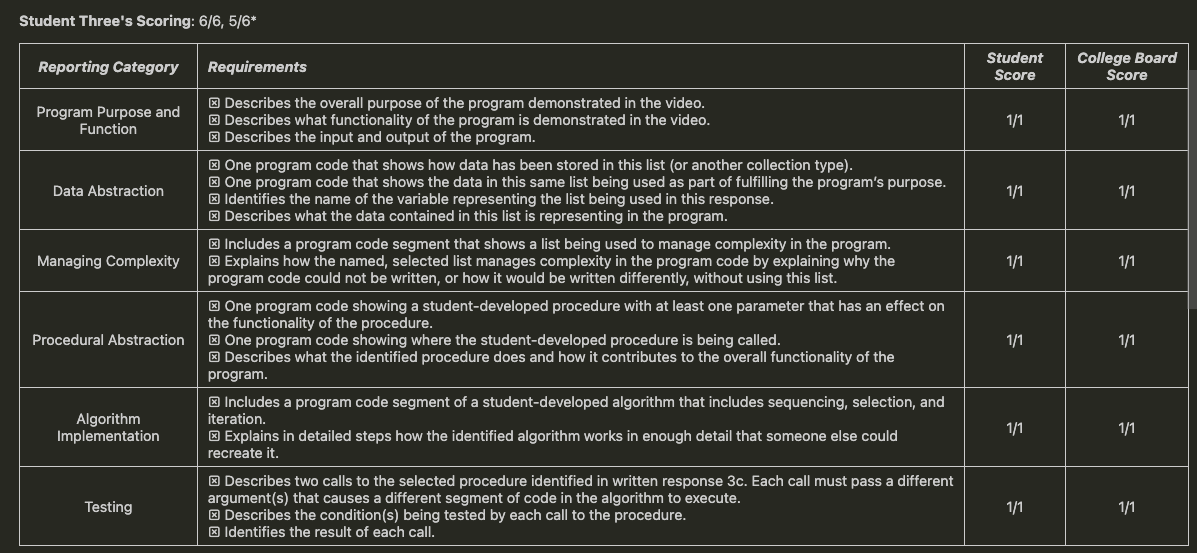 Student Three's Scoring: 6/6, 5/6*
Reporting Category
Requirements
Student
Score
College Board
Score
Program Purpose and
Function
☒ Describes the overall purpose of the program demonstrated in the video.
☒ Describes what functionality of the program is demonstrated in the video.
☒ Describes the input and output of the program.
1/1
1/1
Data Abstraction
☒ One program code that shows how data has been stored in this list (or another collection type).
☒ One program code that shows the data in this same list being used as part of fulfilling the program's purpose.
☒ Identifies the name of the variable representing the list being used in this response.
☒ Describes what the data contained in this list is representing in the program.
1/1
1/1
Managing Complexity
☒ Includes a program code segment that shows a list being used to manage complexity in the program.
☒ Explains how the named, selected list manages complexity in the program code by explaining why the
program code could not be written, or how it would be written differently, without using this list.
1/1
1/1
Procedural Abstraction
☒ One program code showing a student-developed procedure with at least one parameter that has an effect on
the functionality of the procedure.
☒ One program code showing where the student-developed procedure is being called.
☒ Describes what the identified procedure does and how it contributes to the overall functionality of the
program.
1/1
1/1
Algorithm
Implementation
☒ Includes a program code segment of a student-developed algorithm that includes sequencing, selection, and
iteration.
☒ Explains in detailed steps how the identified algorithm works in enough detail that someone else could
recreate it.
1/1
1/1
Testing
☒ Describes two calls to the selected procedure identified in written response 3c. Each call must pass a different
argument(s) that causes a different segment of code in the algorithm to execute.
☒ Describes the condition(s) being tested by each call to the procedure.
☒ Identifies the result of each call.
1/1
1/1